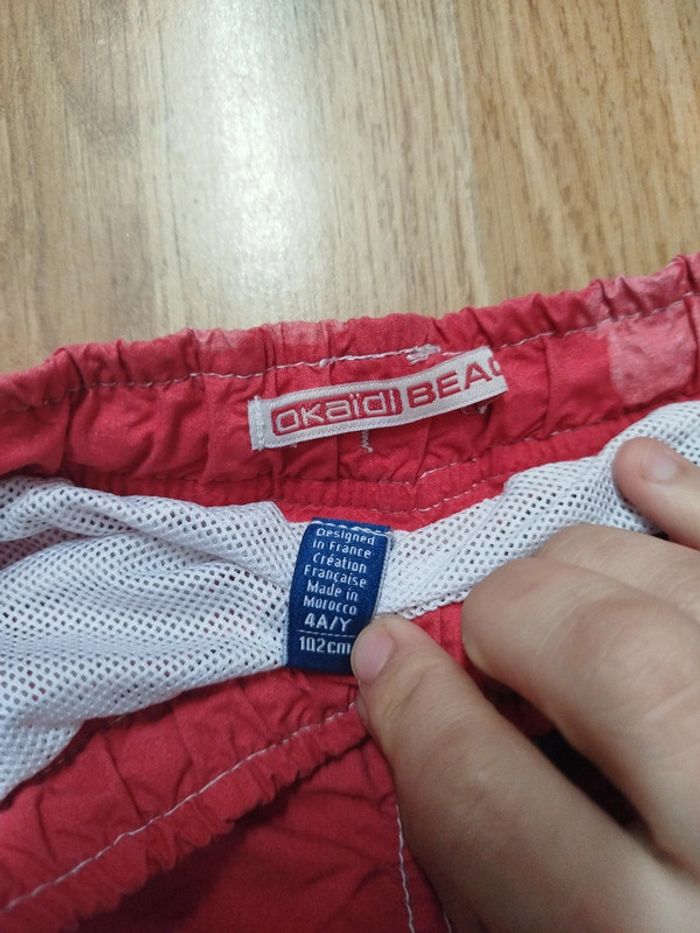 okaïdi BEAC
Designed
in France
Création
Française
Made in
Morocco
4A/Y
102cm